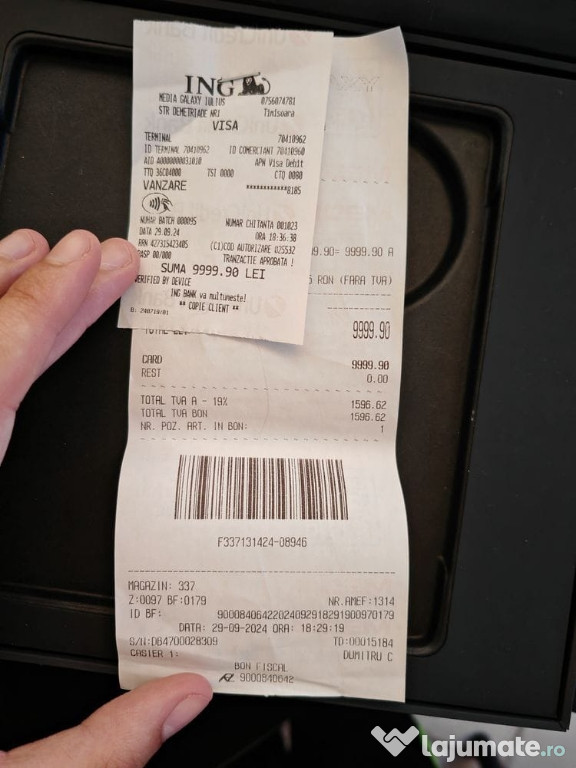 ING
MEDIA GALAXY IULIUS 0756074781
STR DEMETRIADE NR1 Timisoara
VISA
TERMINAL 70410962
ID TERMINAL 70410962 ID COMERCIANT 70410960
AID A0000000031010 APN Visa Debit
TTQ 36C04000 TSI 0000 CTQ 0080
VANZARE ************8105
NUMAR BATCH 000095 NUMAR CHITANTA 001023
DATA 29.09.24 ORA 18:36:38
RRN 427315423405 (C1)COD AUTORIZARE U25532
RASP 00/000 TRANZACTIE APROBATA !
SUMA 9999.90 LEI
VERIFIED BY DEVICE
ING BANK va multumeste!
** COPIE CLIENT **
9.90= 9999.90 A
RON (FARA TVA)
9999.90
CARD 9999.90
REST 0.00
TOTAL TVA A - 19% 1596.62
TOTAL TVA BON 1596.62
NR. POZ. ART. IN BON: 1
F337131424-08946
MAGAZIN: 337
Z:0097 BF:0179 NR.AMEF:1314
ID BF: 90008406422024092918291900970179
DATA: 29-09-2024 ORA: 18:29:19
S/N:DB4700028309 TD:00015184
CASIER 1: DUMITRU C
BON FISCAL
9000840642
lajumate.ro